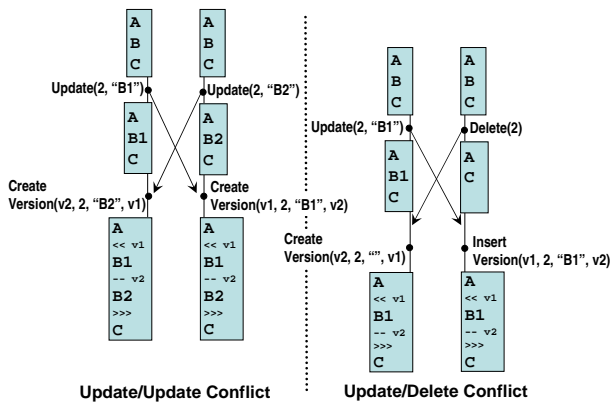 A
B
C
A
B
C
Update(2, “B1”)
Update(2, “B2”)
A
B1
C
A
B2
C
Create
Version(v2, 2, “B2”, v1)
Create
Version(v1, 2, “B1”, v2)
A
<< v1
B1
-- v2
B2
>>>
C
A
<< v1
B1
-- v2
B2
>>>
C
Update/Update Conflict
A
B
C
A
B
C
Update(2, “B1”)
Delete(2)
A
B1
C
A
C
Create
Version(v2, 2, “”, v1)
Insert
Version(v1, 2, “B1”, v2)
A
<< v1
B1
-- v2
>>>
C
A
<< v1
B1
-- v2
>>>
C
Update/Delete Conflict